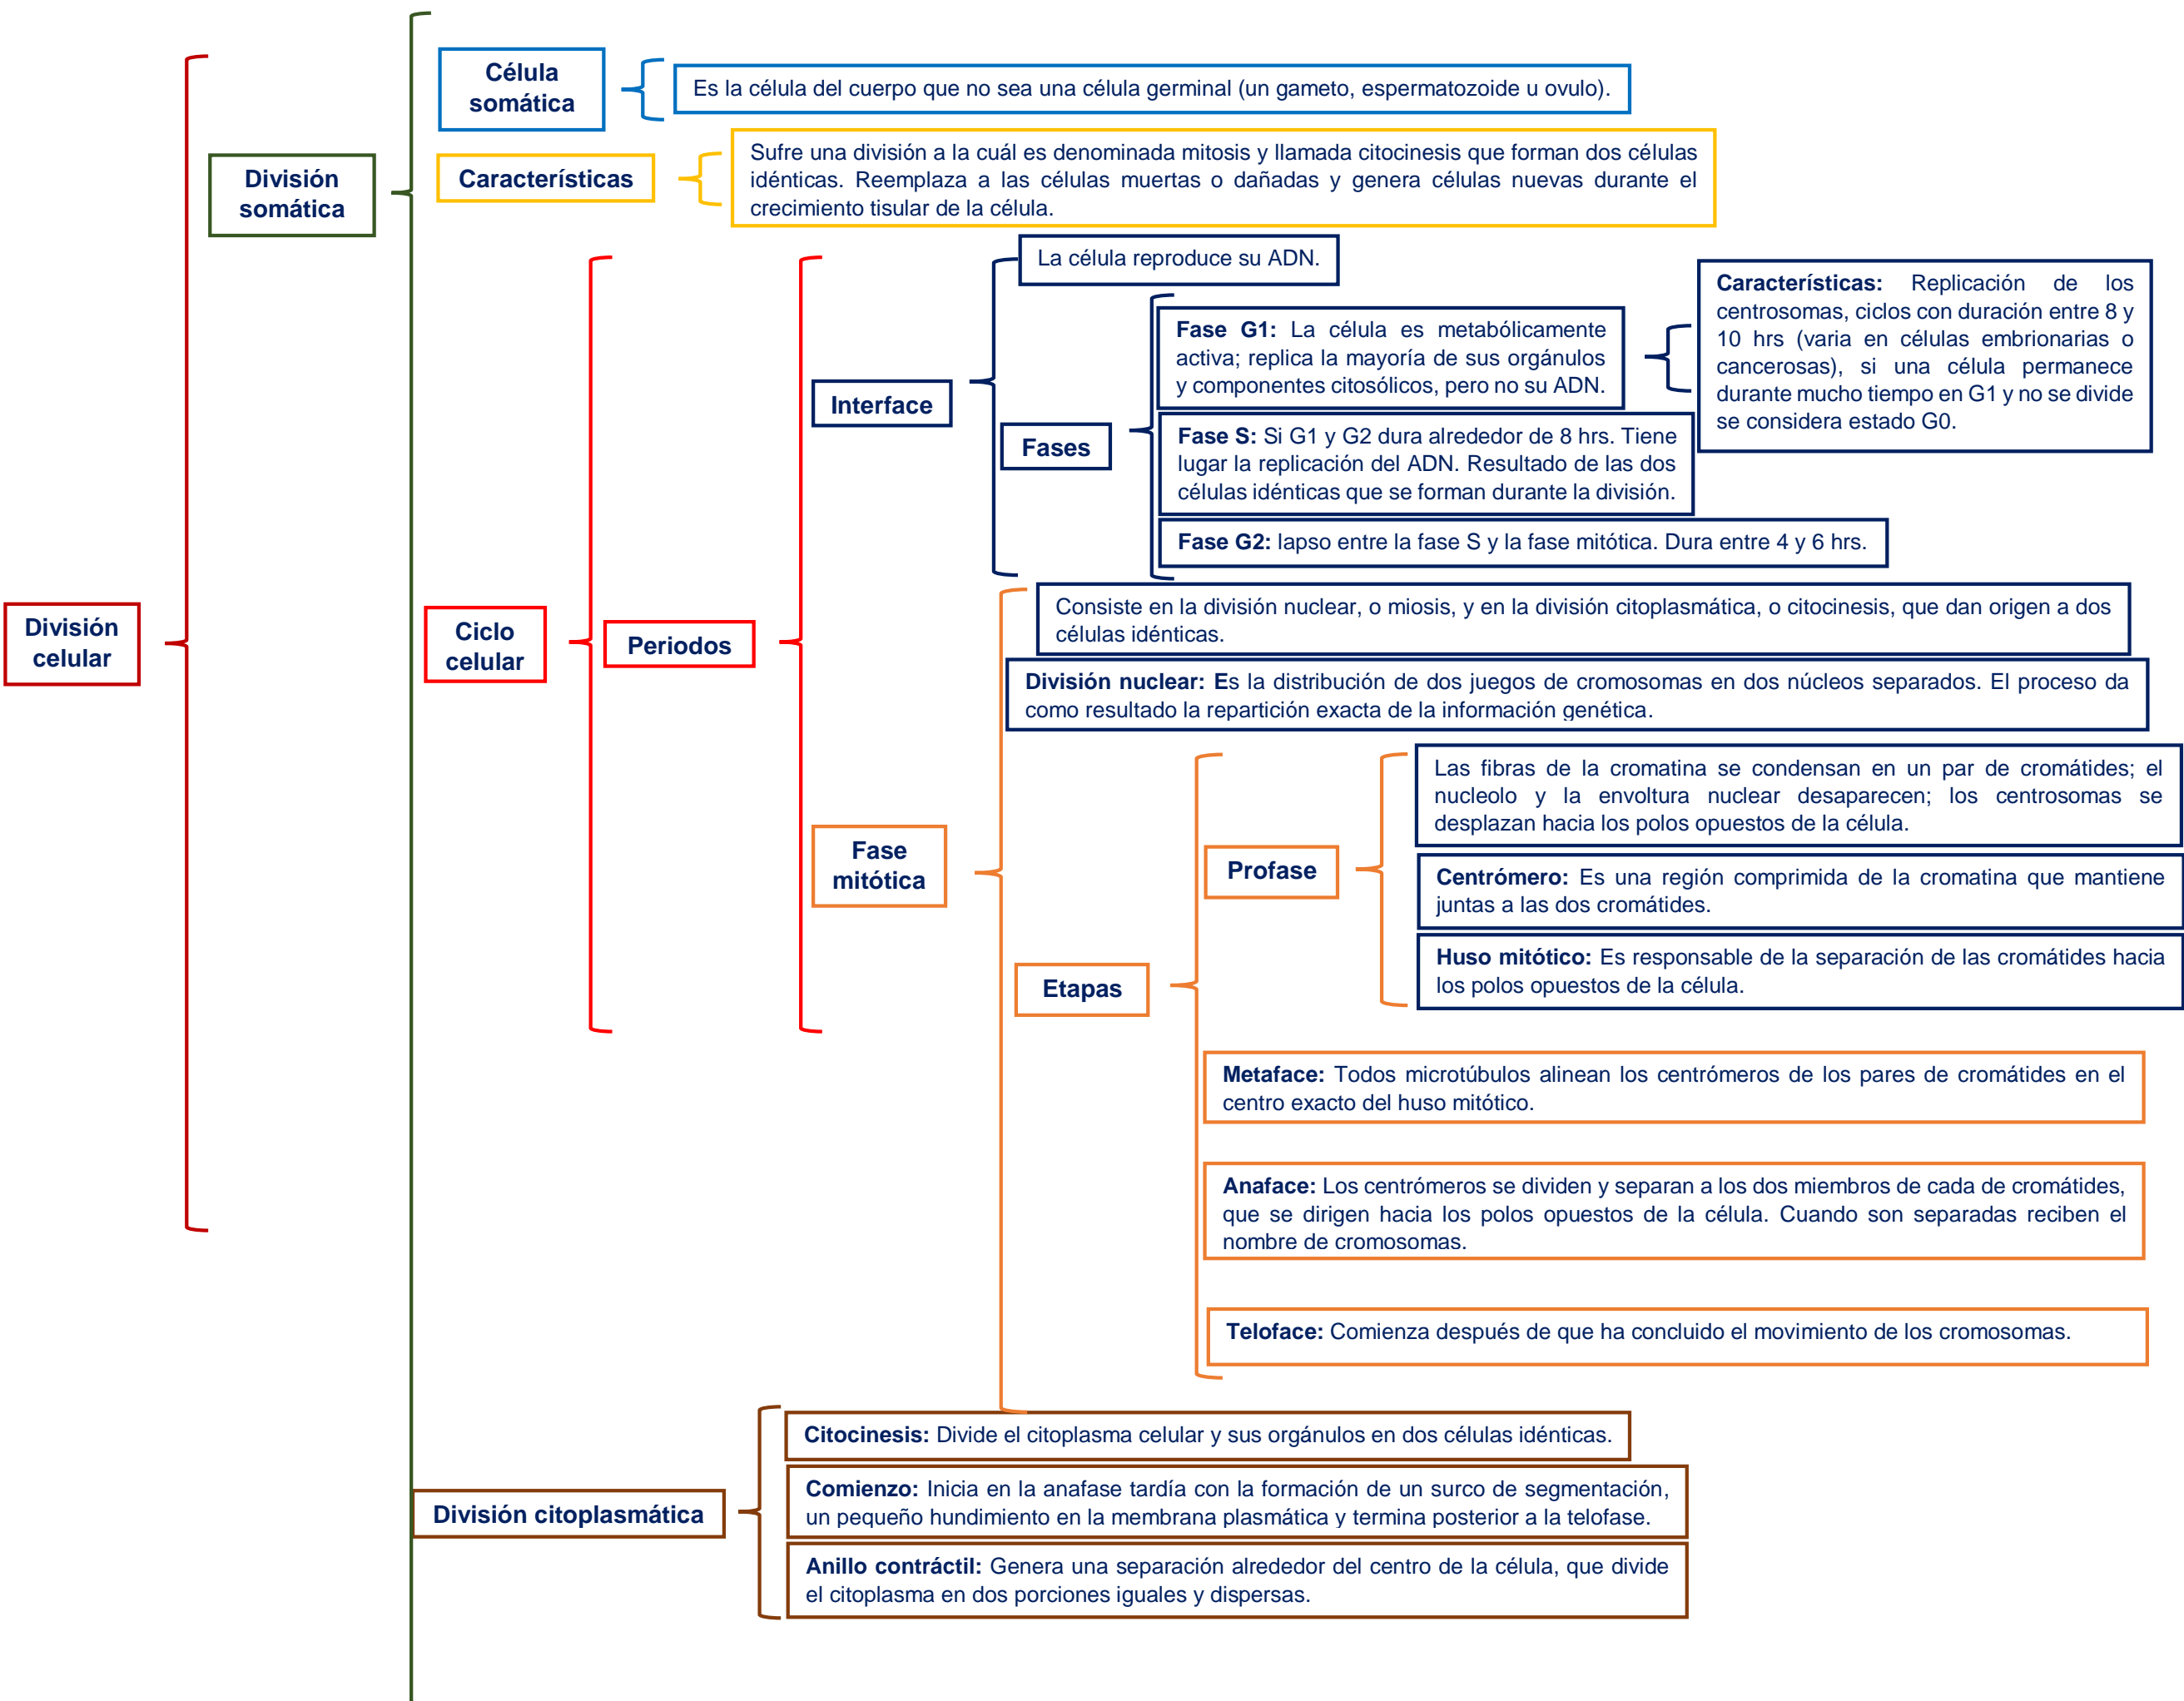 División
celular
División
somática
Célula
somática
Es la célula del cuerpo que no sea una célula germinal (un gameto, espermatozoide u ovulo).
Característicias
Sufre una división a la cuál es denominada mitosis y llamada citocinesis que forman dos células
idénticas. Reemplaza a las células muertas o dañadas y genera células nuevas durante el
crecimiento tisular de la célula.
Ciclo
celular
Periodos
Interface
La célula reproduce su ADN.
Fases
Fase G1: La célula es metabólicamente
activa; replica la mayoría de sus orgánulos
y componentes citosólicos, pero no su ADN.
Característicias: Replicación de los
centrosomas, ciclos con duración entre 8 y
10 hrs (varia en células embrionarias o
cancerosas), si una célula permanece
durante mucho tiempo en G1 y no se divide
se considera estado G0.
Fase S: Si G1 y G2 dura alrededor de 8 hrs. Tiene
lugar la replicación del ADN. Resultado de las dos
células idénticas que se forman durante la división.
Fase G2: lapso entre la fase S y la fase mitótica. Dura entre 4 y 6 hrs.
Fase
mitótica
Consiste en la división nuclear, o miosis, y en la división citoplasmática, o citocinesis, que dan origen a dos
células idénticas.
División nuclear: Es la distribución de dos juegos de cromosomas en dos núcleos separados. El proceso da
como resultado la repartición exacta de la información genética.
Etapas
Profase
Las fibras de la cromatina se condensan en un par de cromátides; el
nucleolo y la envoltura nuclear desaparecen; los centrosomas se
desplazan hacia los polos opuestos de la célula.
Centrómero: Es una región comprimida de la cromatina que mantiene
juntas a las dos cromátides.
Huso mitótico: Es responsable de la separación de las cromátides hacia
los polos opuestos de la célula.
Metaface: Todos microtúbulos alinean los centrómeros de los pares de cromátides en el
centro exacto del huso mitótico.
Anaface: Los centrómeros se dividen y separan a los dos miembros de cada de cromátides,
que se dirigen hacia los polos opuestos de la célula. Cuando son separadas reciben el
nombre de cromosomas.
Teloface: Comienza después de que ha concluido el movimiento de los cromosomas.
División citoplasmática
Citocinesis: Divide el citoplasma celular y sus orgánulos en dos células idénticas.
Comienzo: Inicia en la anafase tardía con la formación de un surco de segmentación,
un pequeño hundimiento en la membrana plasmática y termina posterior a la telofase.
Anillo contráctil: Genera una separación alrededor del centro de la célula, que divide
el citoplasma en dos porciones iguales y dispersas.